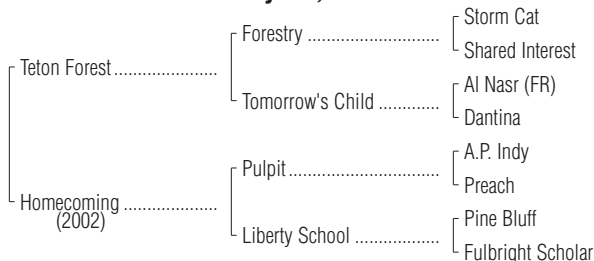 Storm Cat
Forestry ............................
Shared Interest
Teton Forest.....................
Al Nasr (FR)
Tomorrow's Child .............
Dantina
A.P. Indy
Pulpit...............................
Preach
Homecoming ...................
(2002)
Pine Bluff
Liberty School .................
Fulbright Scholar